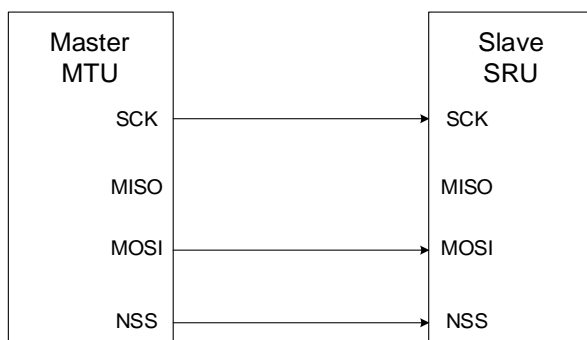 Master
MTU
SCK
MISO
MOSI
NSS
Slave
SRU
SCK
MISO
MOSI
NSS